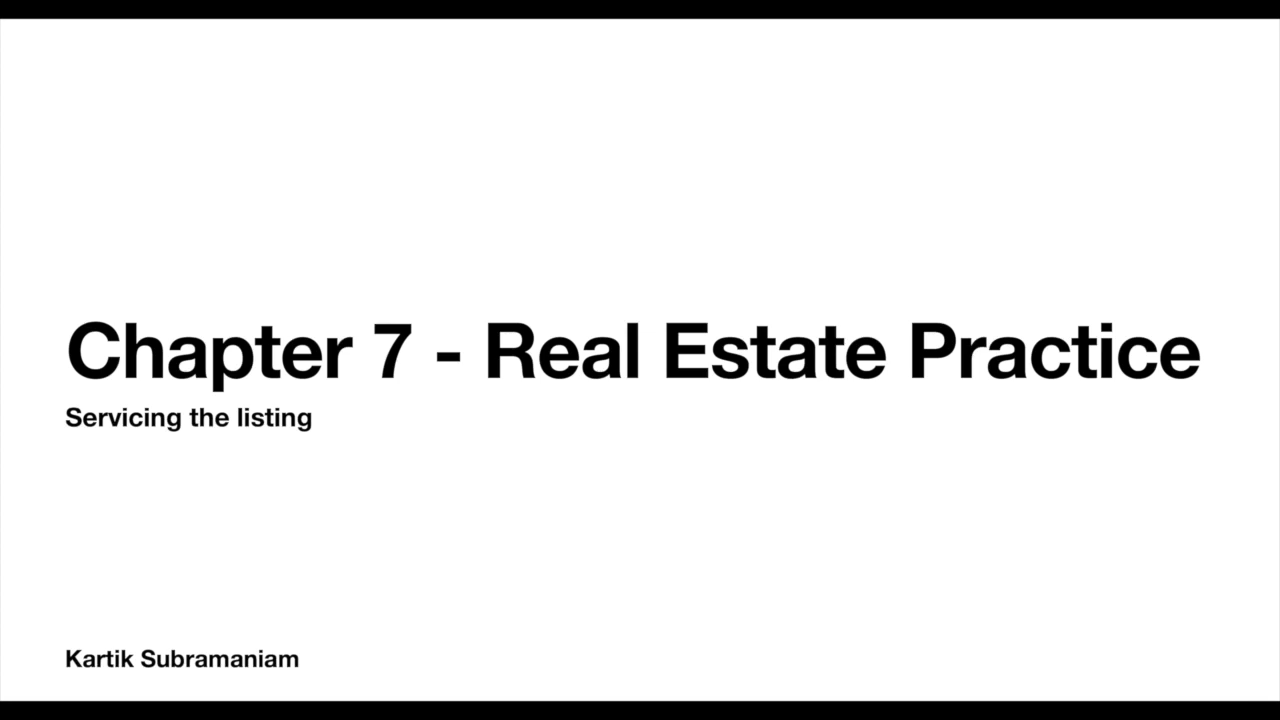 Chapter 7 - Real Estate Practice
Servicing the listing
Kartik Subramaniam